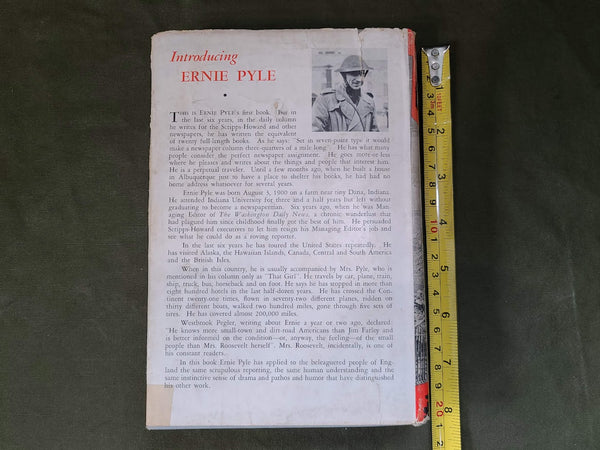 Introducing
ERNIE PYLE
THIS IS ERNIE PYLE'S first book. But in
the last six years, in the daily column
he writes for the Scripps-Howard and other
newspapers, he has written the equivalent
of twenty full-length books. As he says: "Set in seven-point type it would
make a newspaper column three-quarters of a mile long". He has what many
people consider the perfect newspaper assignment. He goes more-or-less
where he pleases and writes about the things and people that interest him.
He is a perpetual traveler. Until a few months ago, when he built a house
in Albuquerque just to have a place to shelter his books, he had had no
home address whatsoever for several years.
Ernie Pyle was born August 3, 1900 on a farm near tiny Dana, Indiana.
He attended Indiana University for three and a half years but left without
graduating to become a newspaperman. Six years ago, when he was Man-
aging Editor of The Washington Daily News, a chronic wanderlust that
had plagued him since childhood finally got the best of him. He persuaded
Scripps-Howard executives to let him resign his Managing Editor's job and
see what he could do as a roving reporter.
In the last six years he has toured the United States repeatedly. He
has visited Alaska, the Hawaiian Islands, Canada, Central and South America
and the British Isles.
When in this country, he is usually accompanied by Mrs. Pyle, who is
mentioned in his column only as "That Girl". He travels by car, plane, train,
ship, truck, bus, horseback and on foot. He says he has stopped in more than
eight hundred hotels in the last half-dozen years. He has crossed the Con-
tinent twenty-one times, flown in seventy-two different planes, ridden on
thirty different boats, walked two hundred miles, gone through five sets of
tires. He has covered almost 200,000 miles.
Westbrook Pegler, writing about Ernie a year or two ago, declared:
"He knows more small-town and dirt-road Americans than Jim Farley and
is better informed on the condition—or, anyway, the feeling—of the small
people than Mrs. Roosevelt herself". Mrs. Roosevelt, incidentally, is one of
his constant readers.
In this book Ernie Pyle has applied to the beleaguered people of Eng-
land the same scrupulous reporting, the same human understanding and the
same instinctive sense of drama and pathos and humor that have distinguished
his other work.
2
3
4
5
6
7
8
10
20